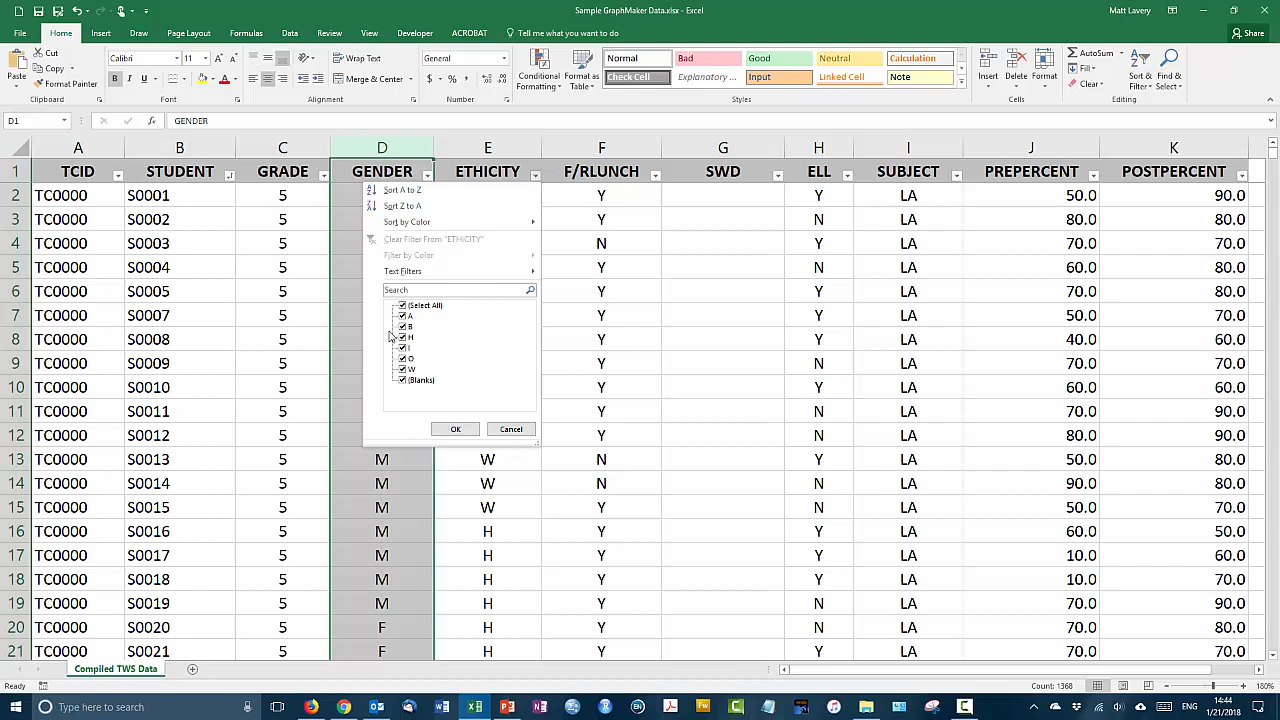 Sample GraphMaker Data.xlsx - Excel
Matt Lavery
File Home Insert Draw Page Layout Formulas Data Review View Developer ACROBAT Tell me what you want to do Share
Paste Cut Copy Format Painter Clipboard
Calibri 11 B I U Font
Wrap Text Merge & Center Alignment
General $ % , Number
Conditional Formatting Format as Table
Normal Bad Good Neutral Calculation
Check Cell Explanatory ... Input Linked Cell Note
Styles
Insert Delete Format Cells
AutoSum Fill Clear Sort & Filter Find & Select Editing
D1 fx GENDER
A B C D E F G H I J K
1 TCID STUDENT GRADE GENDER ETHICITY F/RLUNCH SWD ELL SUBJECT PREPERCENT POSTPERCENT
2 TC0000 S0001 5 Y Y LA 50.0 90.0
3 TC0000 S0002 5 Y N LA 80.0 80.0
4 TC0000 S0003 5 N Y LA 70.0 70.0
5 TC0000 S0004 5 Y N LA 60.0 80.0
6 TC0000 S0005 5 Y Y LA 70.0 80.0
7 TC0000 S0007 5 Y Y LA 50.0 70.0
8 TC0000 S0008 5 Y Y LA 40.0 60.0
9 TC0000 S0009 5 Y N LA 70.0 70.0
10 TC0000 S0010 5 Y Y LA 60.0 60.0
11 TC0000 S0011 5 Y N LA 70.0 90.0
12 TC0000 S0012 5 Y N LA 80.0 90.0
13 TC0000 S0013 5 M W N Y LA 50.0 80.0
14 TC0000 S0014 5 M W N N LA 90.0 80.0
15 TC0000 S0015 5 M W Y N LA 70.0 50.0
16 TC0000 S0016 5 M H Y Y LA 60.0 70.0
17 TC0000 S0017 5 M H Y Y LA 10.0 60.0
18 TC0000 S0018 5 M H Y Y LA 10.0 70.0
19 TC0000 S0019 5 M H Y N LA 70.0 90.0
20 TC0000 S0020 5 F H Y N LA 70.0 80.0
21 TC0000 S0021 5 F H Y Y LA 70.0 70.0
Sort A to Z
Sort Z to A
Sort by Color
Clear Filter From "ETHICITY"
Filter by Color
Text Filters
Search
(Select All)
A
B
H
I
O
W
(Blanks)
OK Cancel
Compiled TWS Data
Ready Count: 1368 180%
Type here to search
ENG 14:44
1/21/2018